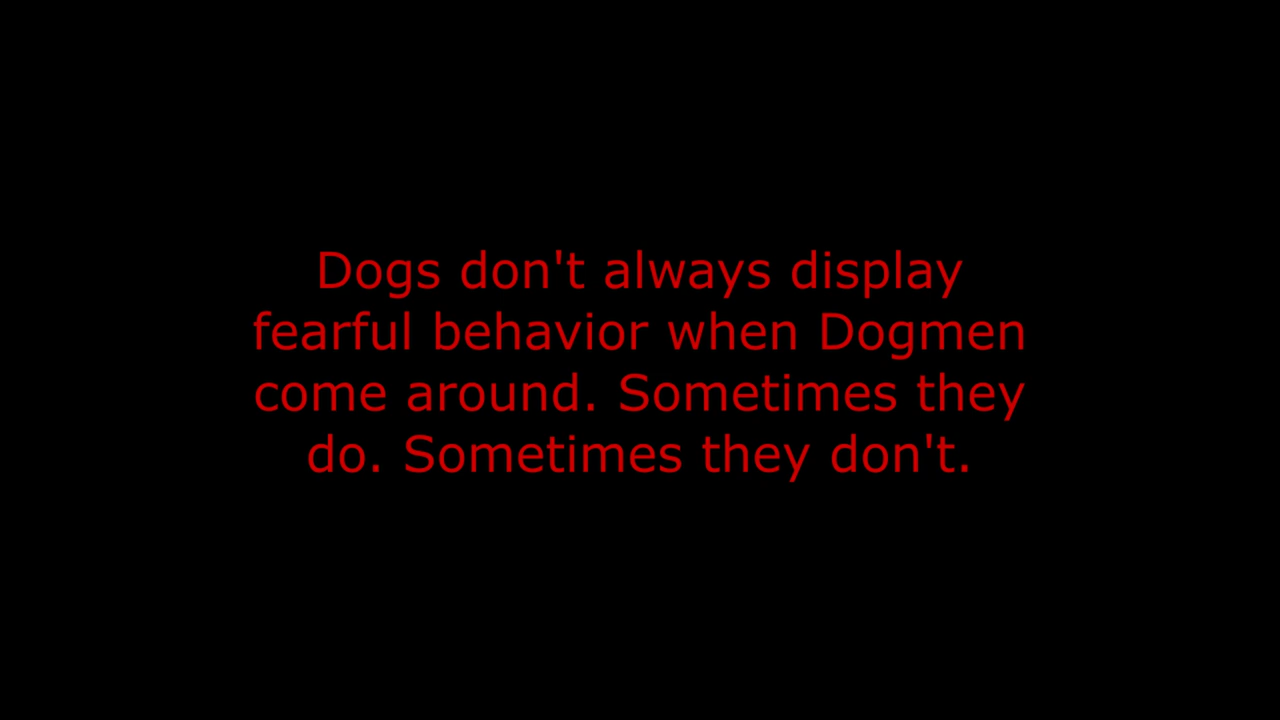 Dogs don't always display
fearful behavior when Dogmen
come around. Sometimes they
do. Sometimes they don't.